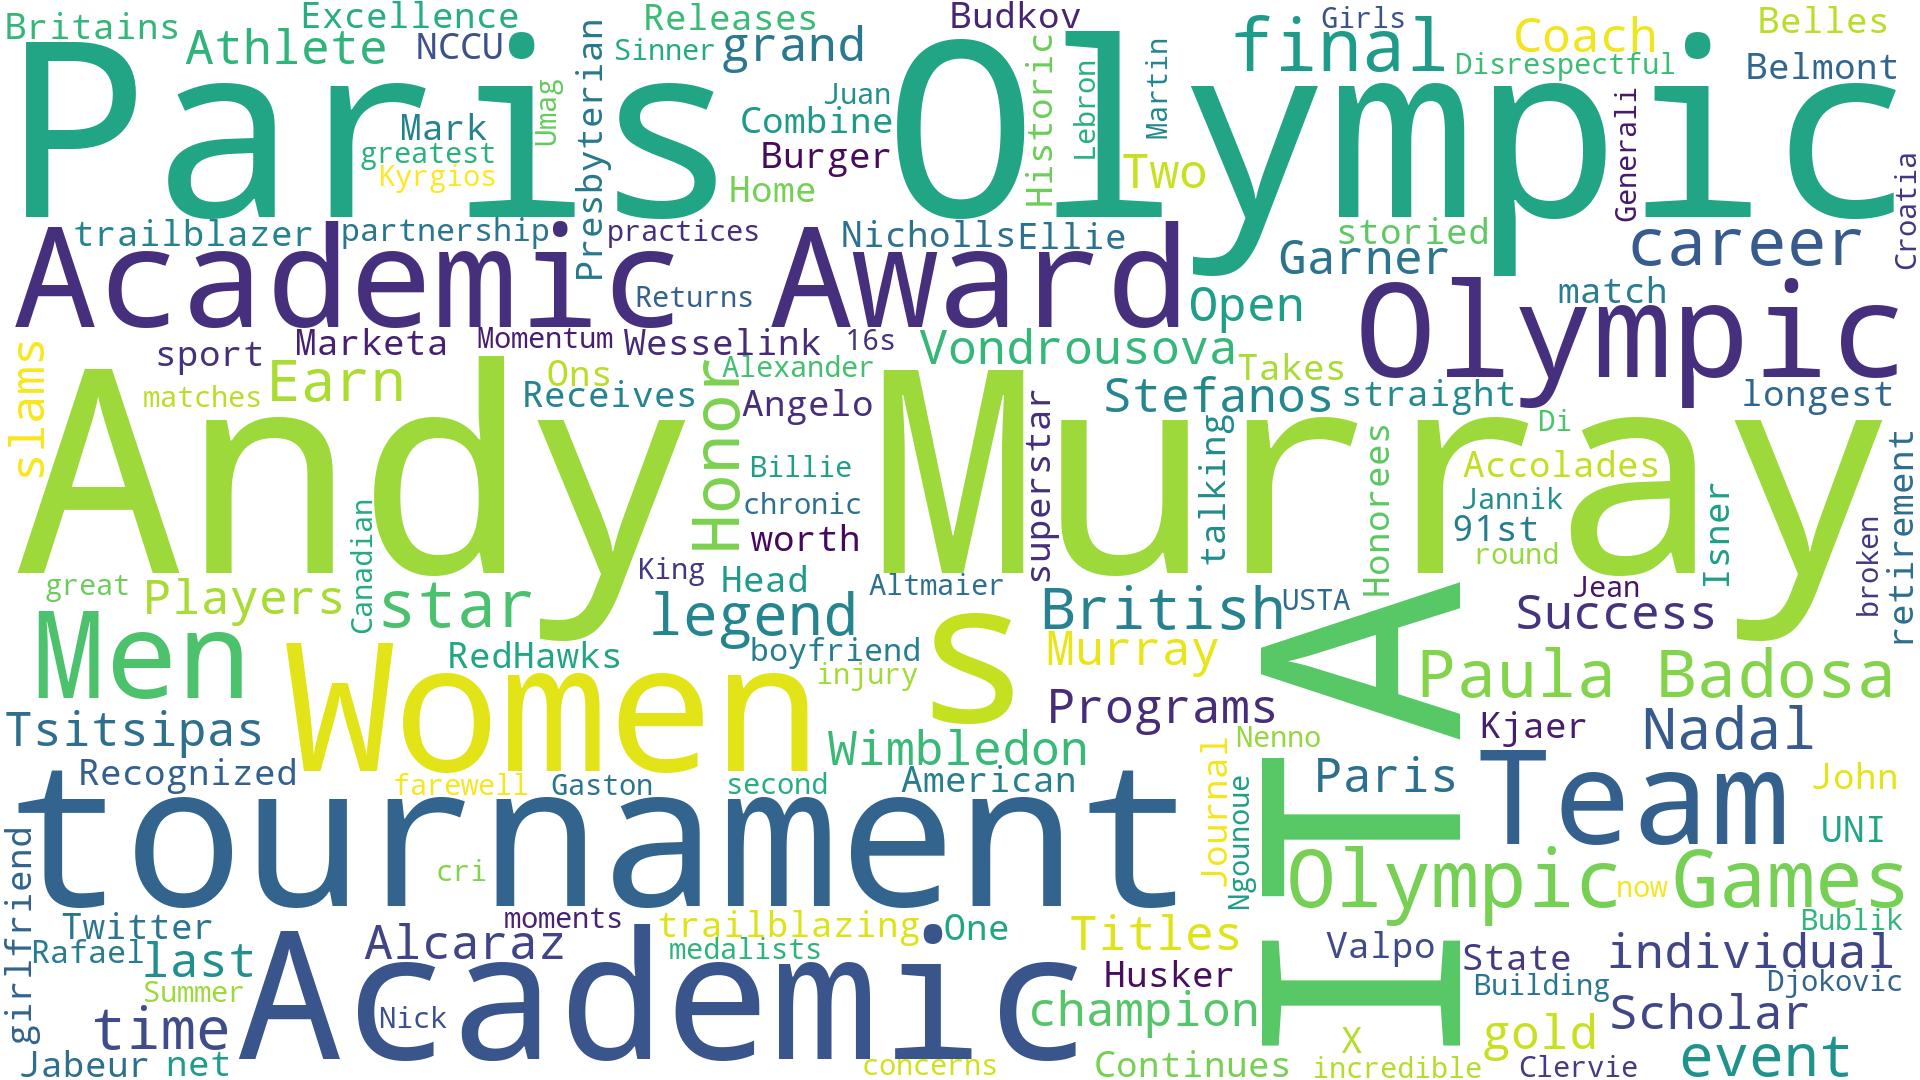 Britains Excellence Releases Budkov Girls Belles
Athlete NCCU Sinner grand final Coach
Disrespectful Belmont
Paris Olympic
Presbyterian Umag Juan Historic Lebron Martin Generali Croatia
Mark Combine
greatest Burger Two
Kyrgios Home
trailblazer partnership practices Nicholls Ellie storied career
Garner
Academic Award
Returns Open match Olympic
sport Marketa Momentum Wesselink 16s Vondrousova Takes
slams matches Earn Ons Receives Honor Alexander Stefanos straight longest
Angelo superstar talking Honorees Di
Andy Murray
Billie Accolades
chronic Jannik Isner
Canadian worth 91st round broken retirement
great King Head Altmaier USTA Jean
Players star legend British Success
Men RedHawks boyfriend s Murray ITA Paula Badosa
Women injury Programs Kjaer
Tsitsipas Wimbledon Nenno Nadal
Recognized farewell Gaston second American Journal Ngounoue Paris Team John
tournament
girlfriend cri UNI
Olympic now Games
Twitter moments trailblazing One Titles Bublik
Rafael last Alcaraz medalists Valpo State individual
Academic
Summer Husker Building Djokovic
time Nick champion X gold Scholar
Jabeur net concerns Continues incredible Clervie event